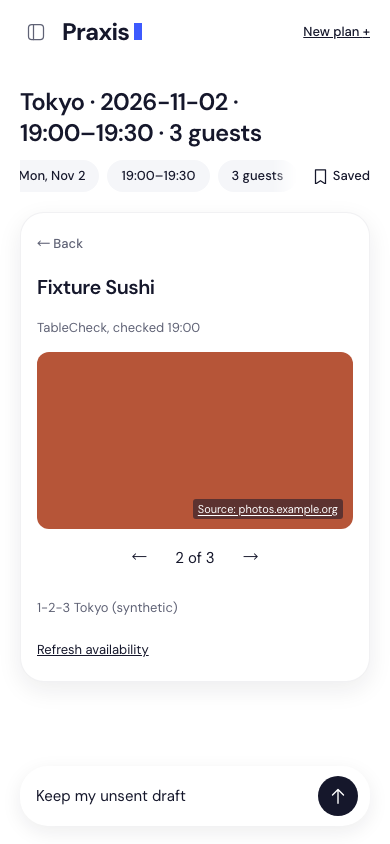 Praxis
New plan +
Tokyo · 2026-11-02 ·
19:00–19:30 · 3 guests
Mon, Nov 2
19:00–19:30
3 guests
Saved
← Back
Fixture Sushi
TableCheck, checked 19:00
Source: photos.example.org
← 2 of 3 →
1-2-3 Tokyo (synthetic)
Refresh availability
Keep my unsent draft